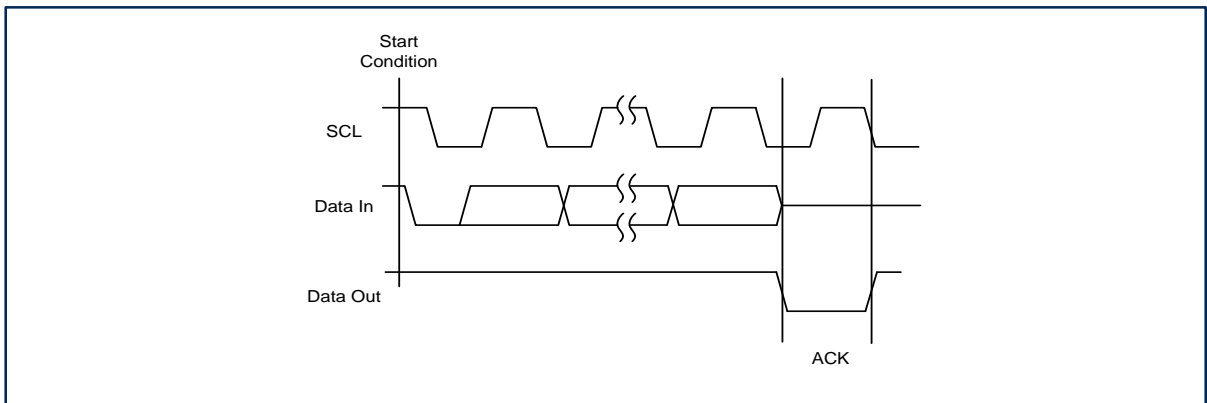 Start
Condition
SCL
Data In
Data Out
ACK